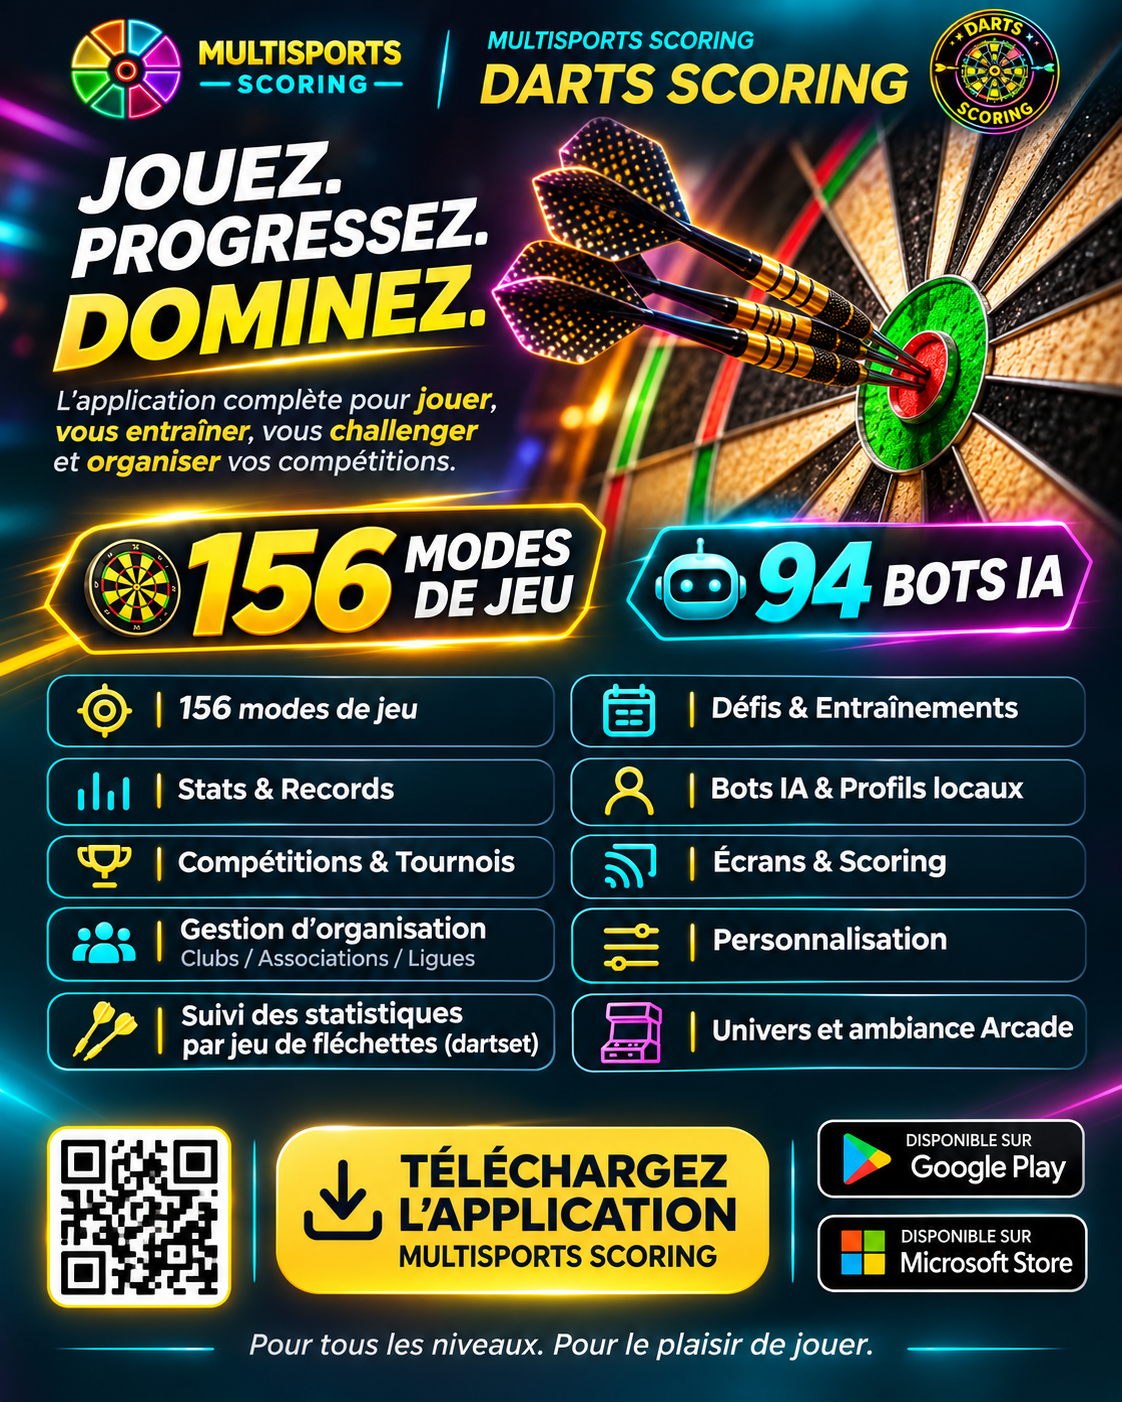 MULTISPORTS
SCORING
MULTISPORTS SCORING
DARTS SCORING
DARTS
SCORING
JOUEZ.
PROGRESSEZ.
DOMINEZ.
L'application complète pour jouer,
vous entraîner, vous challenger
et organiser vos compétitions.
156 MODES
DE JEU
94 BOTS IA
156 modes de jeu
Défis & Entraînements
Stats & Records
Bots IA & Profils locaux
Compétitions & Tournois
Écrans & Scoring
Gestion d'organisation
Clubs / Associations / Ligues
Personnalisation
Suivi des statistiques
par jeu de fléchettes (dartset)
Univers et ambiance Arcade
TÉLÉCHARGEZ
L'APPLICATION
MULTISPORTS SCORING
DISPONIBLE SUR
Google Play
DISPONIBLE SUR
Microsoft Store
Pour tous les niveaux. Pour le plaisir de jouer.